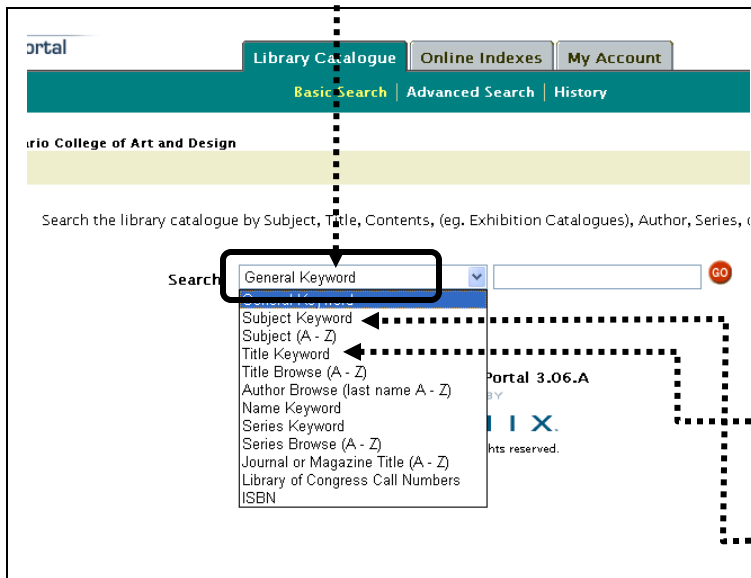 ortal
Library Catalogue Online Indexes My Account
Basic Search | Advanced Search | History
rio College of Art and Design
Search the library catalogue by Subject, Title, Contents, (eg. Exhibition Catalogues), Author, Series,
Search General Keyword GO
General Keyword
Subject Keyword
Subject (A - Z)
Title Keyword
Title Browse (A - Z)
Author Browse (last name A - Z)
Name Keyword
Series Keyword
Series Browse (A - Z)
Journal or Magazine Title (A - Z)
Library of Congress Call Numbers
ISBN
Portal 3.06.A
BY
I I X.
hts reserved.